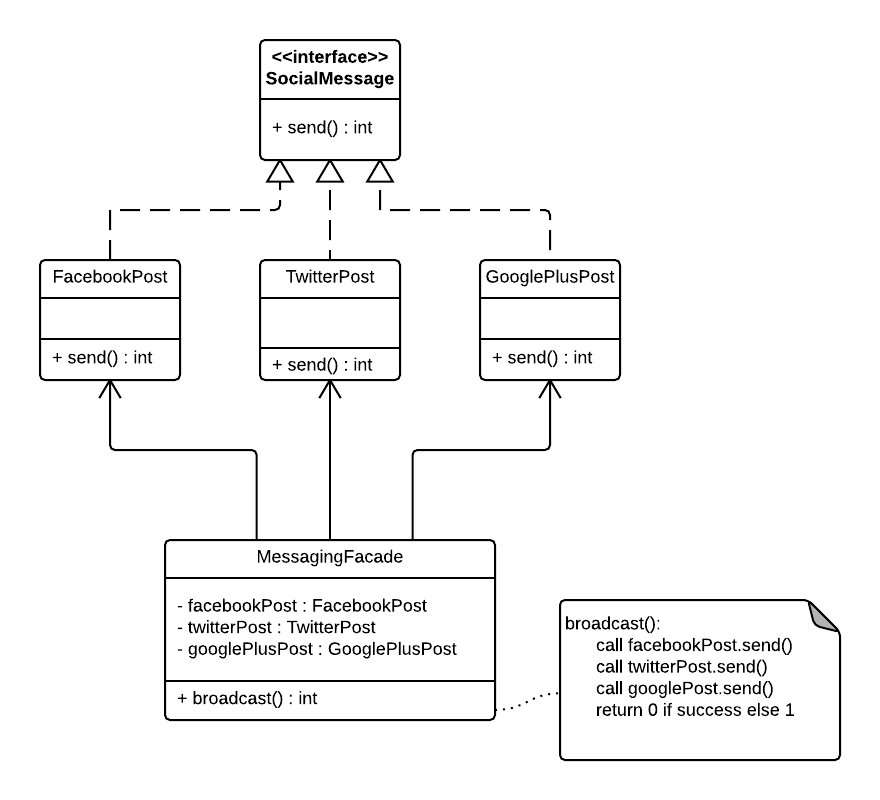 <<interface>>
SocialMessage
+ send() : int
FacebookPost
+ send() : int
TwitterPost
+ send() : int
GooglePlusPost
+ send() : int
MessagingFacade
- facebookPost : FacebookPost
- twitterPost : TwitterPost
- googlePlusPost : GooglePlusPost
+ broadcast() : int
broadcast():
call facebookPost.send()
call twitterPost.send()
call googlePost.send()
return 0 if success else 1